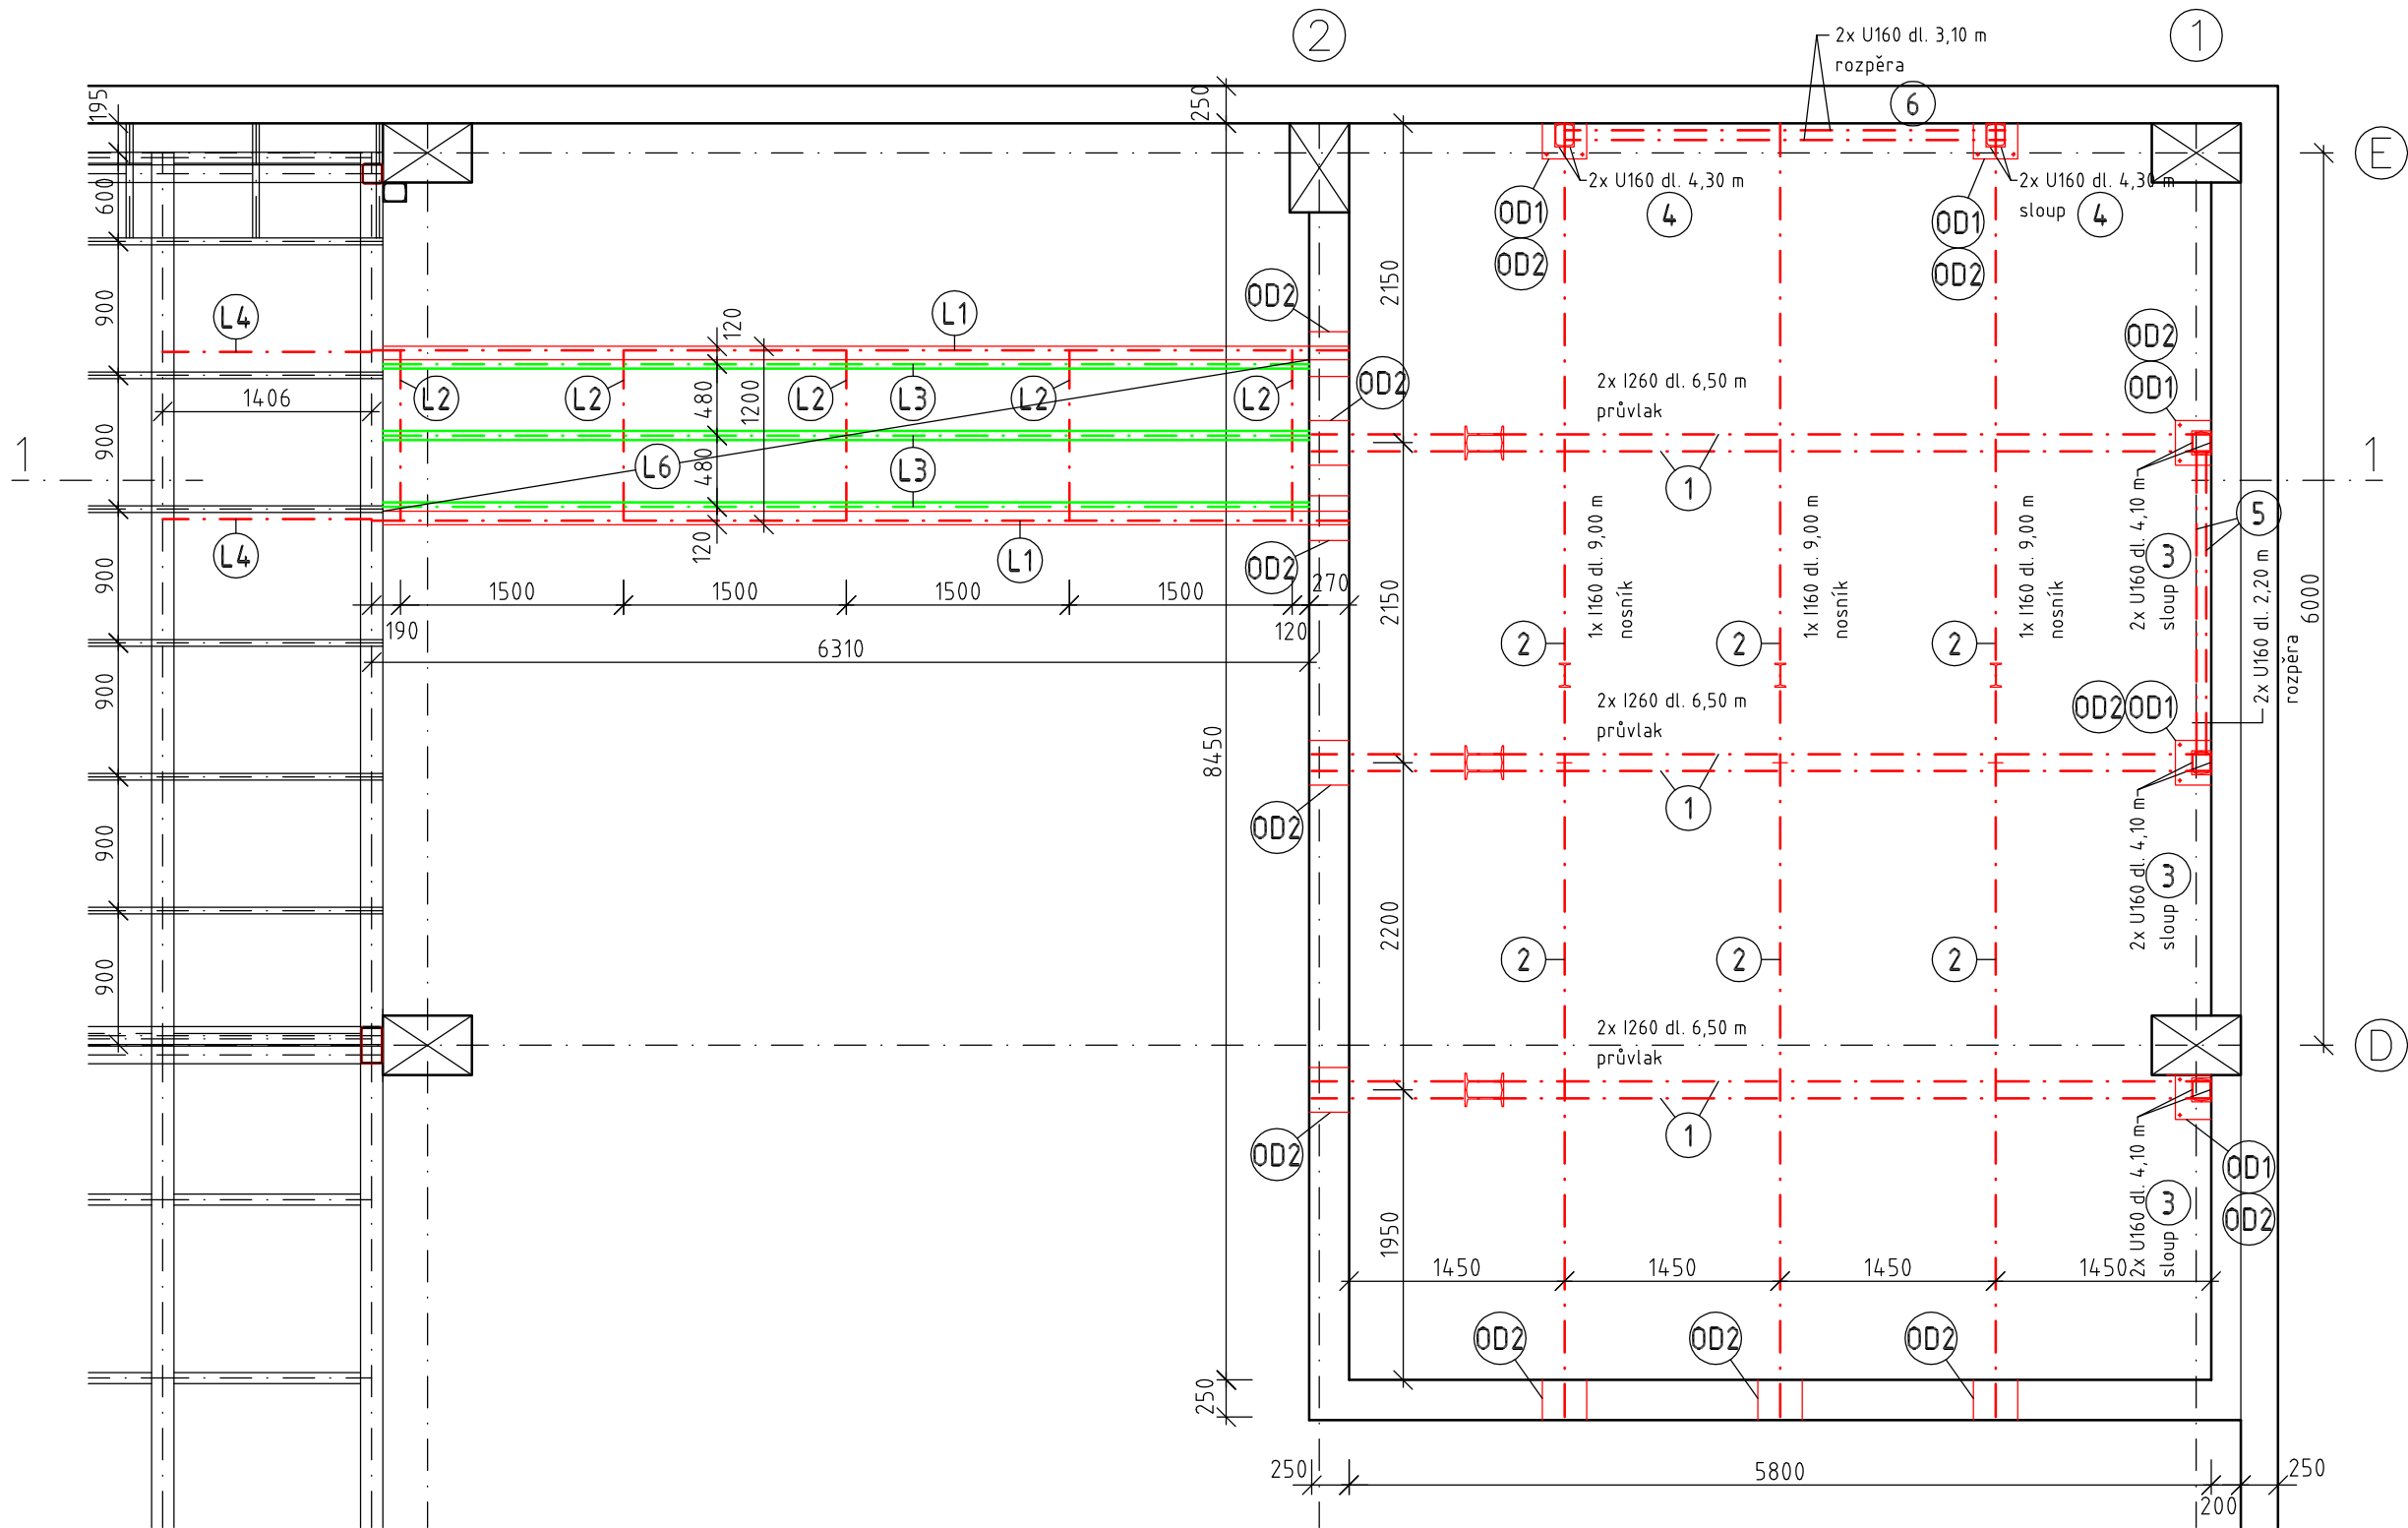 2
1
2x U160 dl. 3,10 m
rozpěra
6
E
195
250
600
2x U160 dl. 4,30 m
4
2x U160 dl. 4,30 m
sloup
4
OD1
OD2
OD1
OD2
900
2150
OD2
L4
L1
120
OD2
OD1
1406
L2
L2
480
1200
L2
L3
L2
L2
OD2
2x I260 dl. 6,50 m
průvlak
1
900
L6
480
L3
1
1
5
900
L4
120
L1
OD2
270
2150
1x I160 dl. 9,00 m
nosník
1x I160 dl. 9,00 m
nosník
1x I160 dl. 9,00 m
nosník
2x U160 dl. 4,10 m
sloup
3
6000
1500
1500
1500
1500
190
120
6310
2
2
2
2x U160 dl. 2,20 m
rozpěra
900
2x I260 dl. 6,50 m
průvlak
OD2
OD1
8450
1
OD2
900
2x U160 dl. 4,10 m
sloup
3
900
2200
2
2
2
2x I260 dl. 6,50 m
průvlak
D
1
OD2
2x U160 dl. 4,10 m
sloup
3
OD1
OD2
1950
1450
1450
1450
1450
OD2
OD2
OD2
250
250
5800
250
200